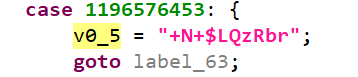 case 1196576453: {
v0_5 = "+N+$LQzRbr";
goto label_63;